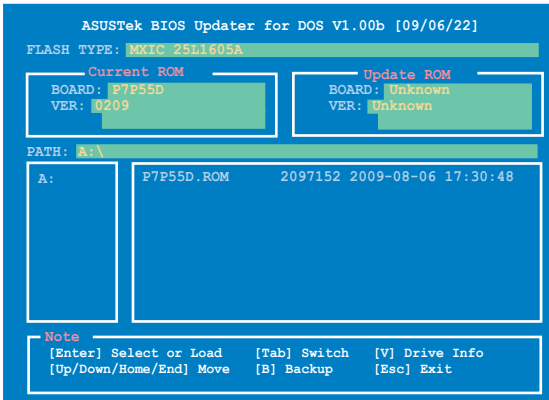 ASUSTek BIOS Updater for DOS V1.00b [09/06/22]
FLASH TYPE: MXIC 25L1605A
Current ROM
BOARD: P7P55D
VER: 0209
Update ROM
BOARD: Unknown
VER: Unknown
PATH: A:\
A:
P7P55D.ROM 2097152 2009-08-06 17:30:48
Note
[Enter] Select or Load [Tab] Switch [V] Drive Info
[Up/Down/Home/End] Move [B] Backup [Esc] Exit